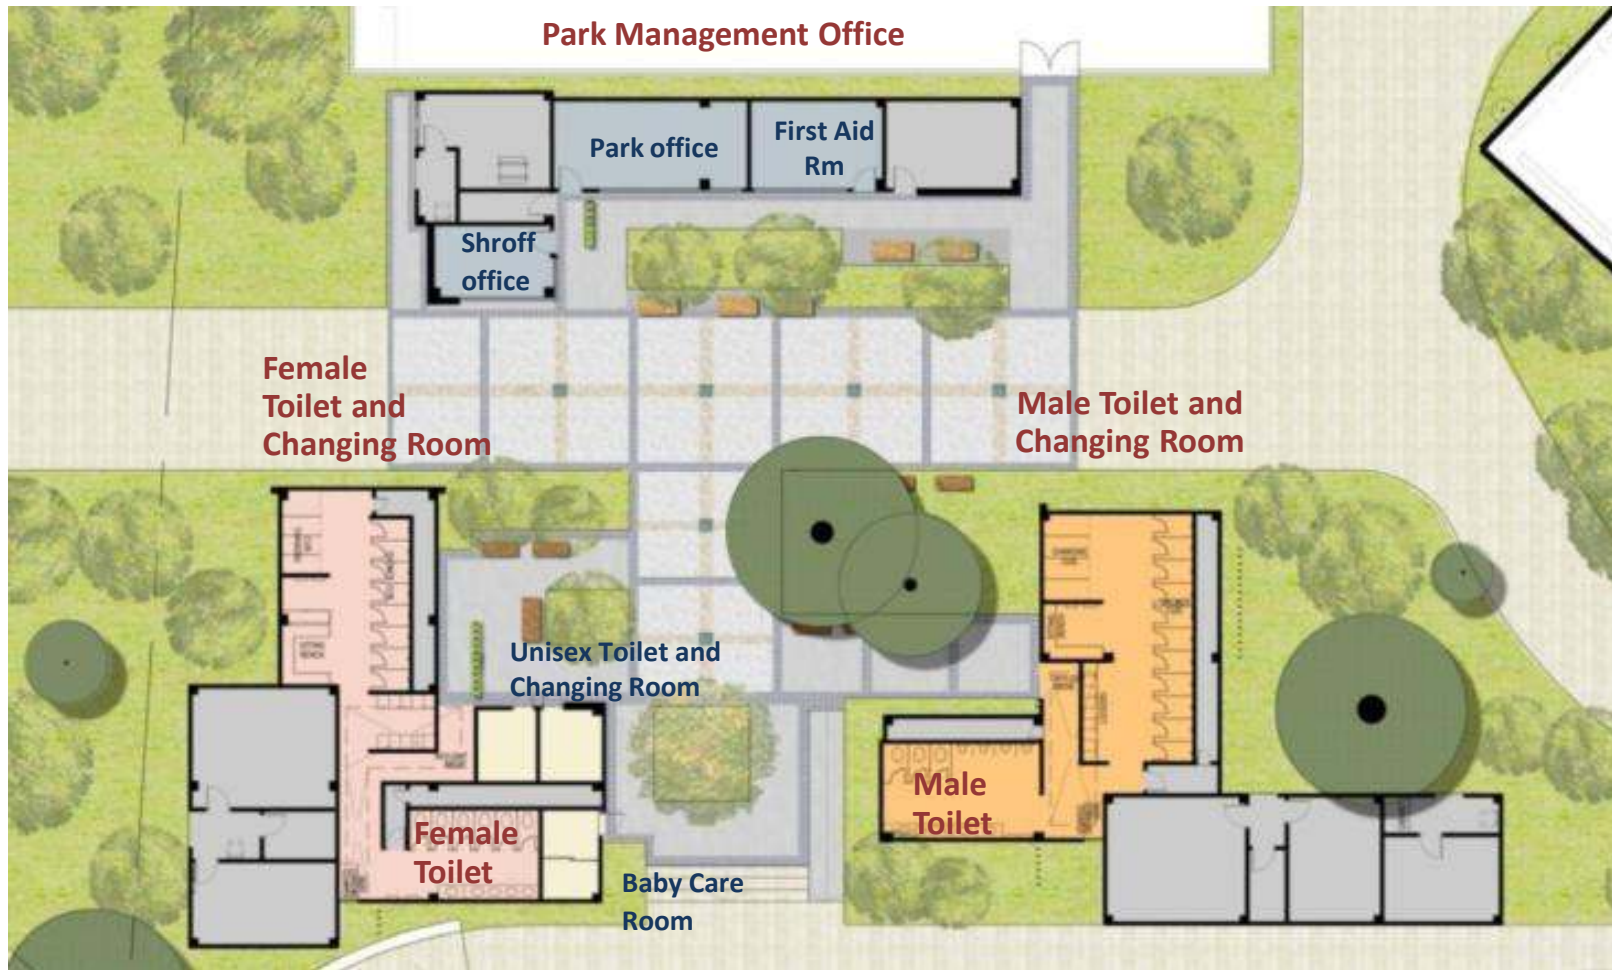 Park Management Office
Park office
First Aid
Rm
Shroff
office
Female
Toilet and
Changing Room
Male Toilet and
Changing Room
Unisex Toilet and
Changing Room
Male
Toilet
Female
Toilet
Baby Care
Room